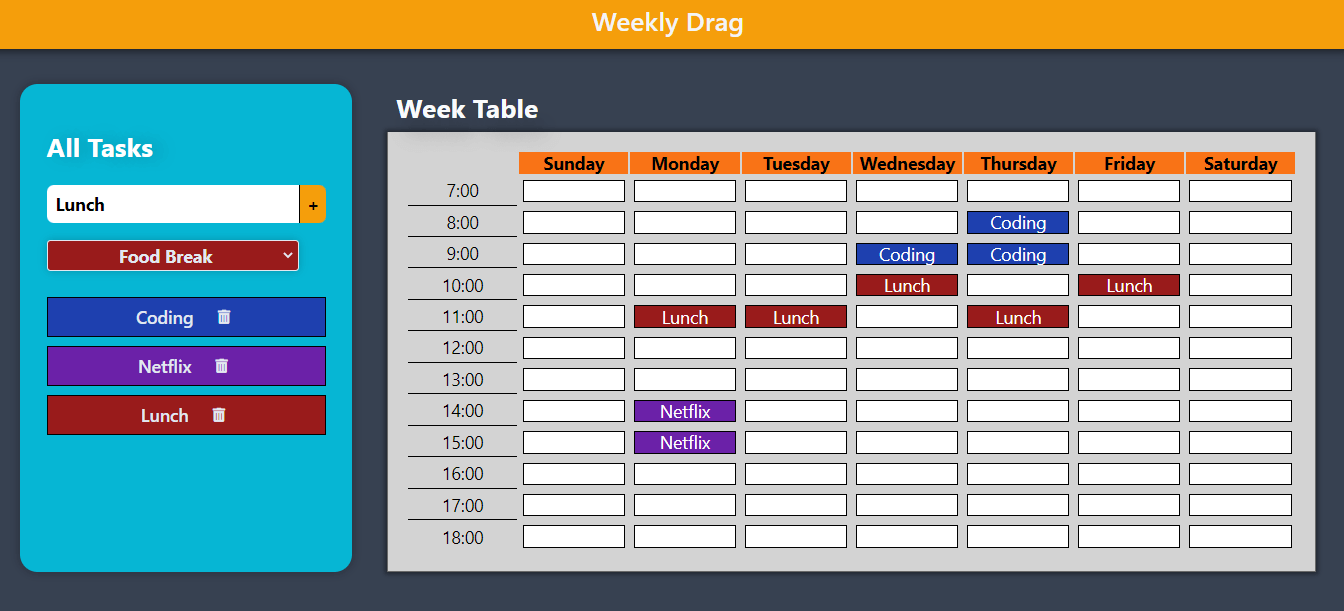 Weekly Drag
All Tasks
Lunch +
Food Break
Coding
Netflix
Lunch
Week Table
Sunday Monday Tuesday Wednesday Thursday Friday Saturday
7:00
8:00 Coding
9:00 Coding Coding
10:00 Lunch Lunch
11:00 Lunch Lunch Lunch
12:00
13:00
14:00 Netflix
15:00 Netflix
16:00
17:00
18:00